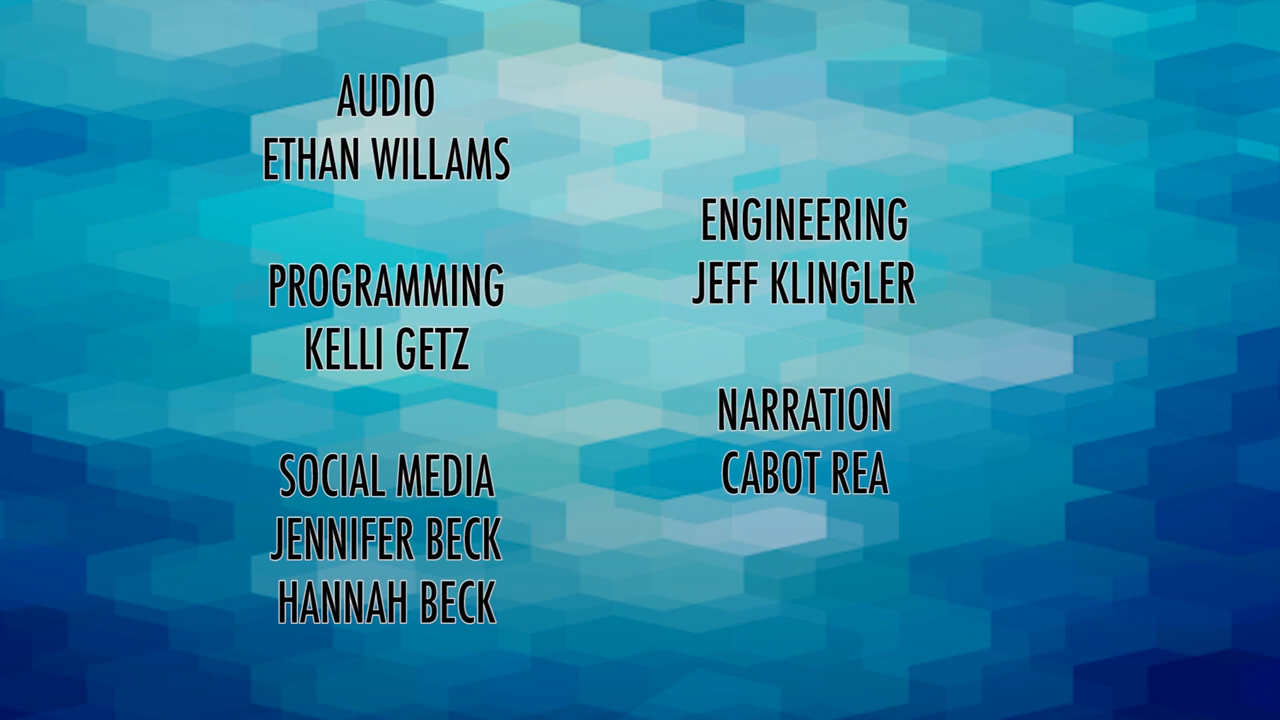 AUDIO
ETHAN WILLAMS
PROGRAMMING
KELLI GETZ
SOCIAL MEDIA
JENNIFER BECK
HANNAH BECK
ENGINEERING
JEFF KLINGLER
NARRATION
CABOT REA